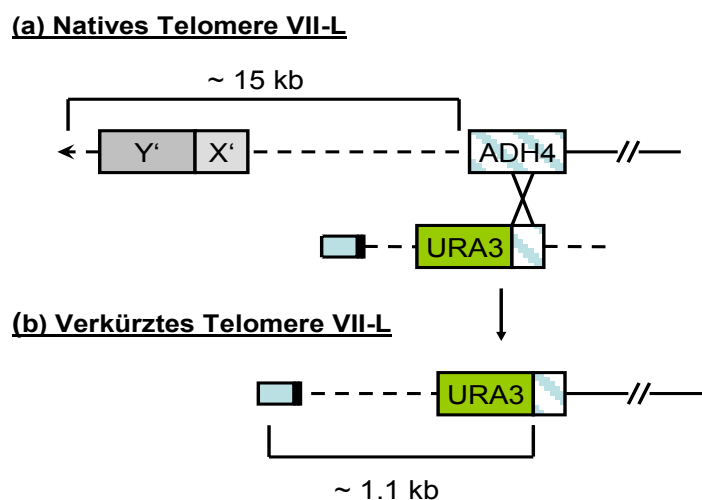 (a) Natives Telomere VII-L
~ 15 kb
Y‘ X‘ ADH4
URA3
(b) Verkürztes Telomere VII-L
URA3
~ 1.1 kb